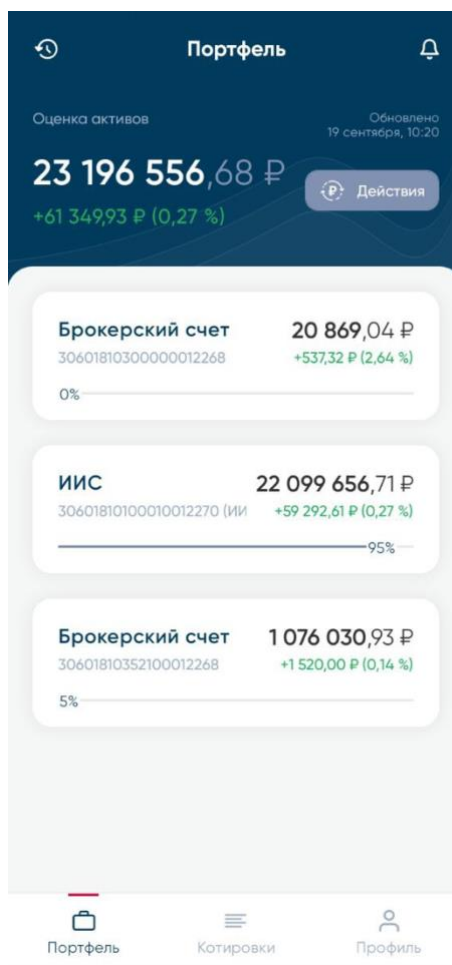 Портфель
Оценка активов
Обновлено
19 сентября, 10:20
23 196 556,68 ₽
Действия
+61 349,93 ₽ (0,27 %)
Брокерский счет 20 869,04 ₽
30601810300000012268 +537,32 ₽ (2,64 %)
0%
ИИС 22 099 656,71 ₽
30601810100010012270 (ИИ +59 292,61 ₽ (0,27 %)
95%
Брокерский счет 1 076 030,93 ₽
30601810352100012268 +1 520,00 ₽ (0,14 %)
5%
Портфель Котировки Профиль